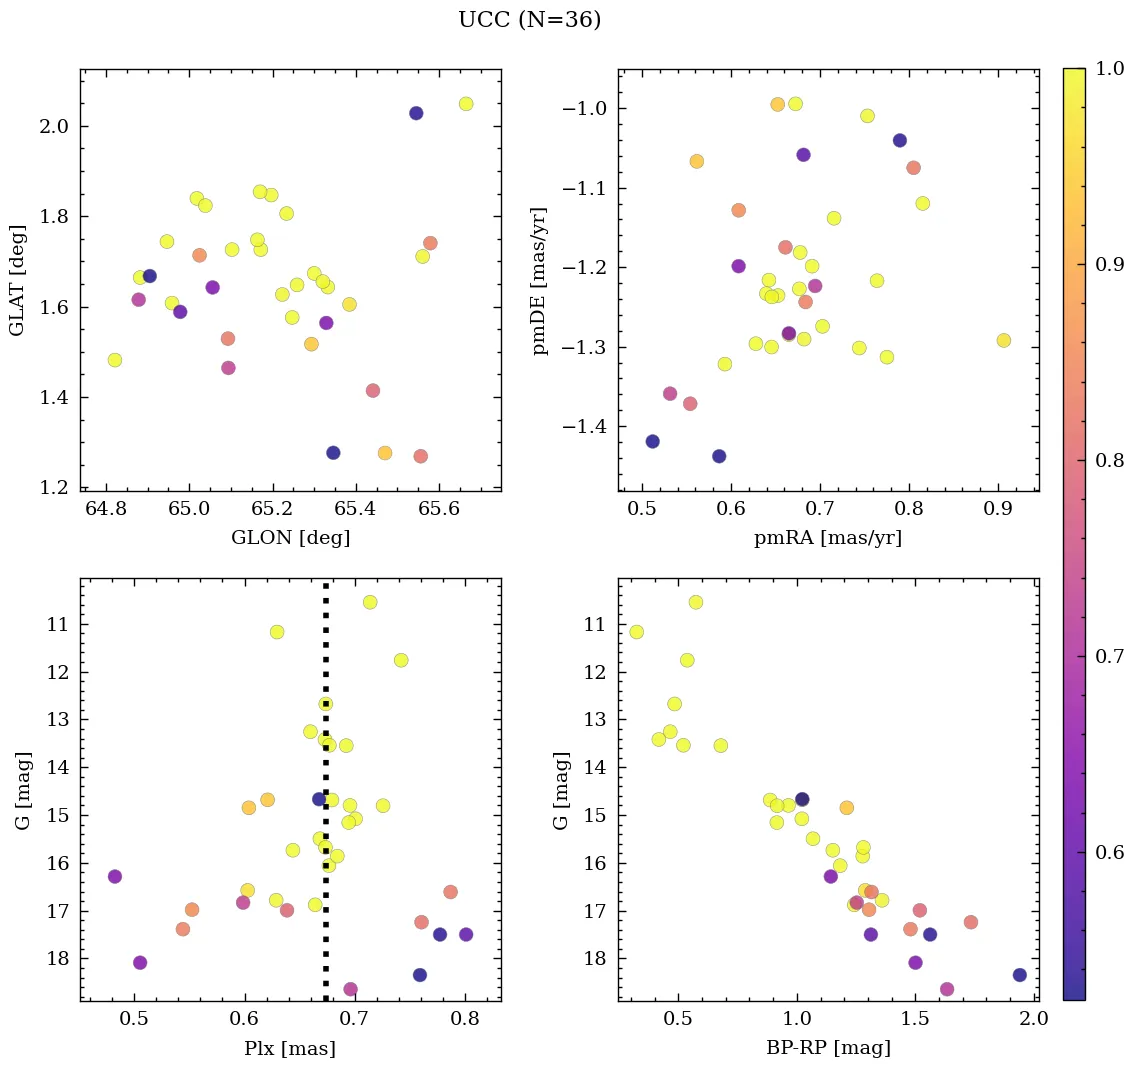 UCC (N=36)
2.0
1.8
1.6
1.4
1.2
64.8 65.0 65.2 65.4 65.6
GLON [deg]
GLAT [deg]
−1.0
−1.1
−1.2
−1.3
−1.4
0.5 0.6 0.7 0.8 0.9
pmRA [mas/yr]
pmDE [mas/yr]
11
12
13
14
15
16
17
18
0.5 0.6 0.7 0.8
Plx [mas]
G [mag]
11
12
13
14
15
16
17
18
0.5 1.0 1.5 2.0
BP-RP [mag]
G [mag]
1.0
0.9
0.8
0.7
0.6